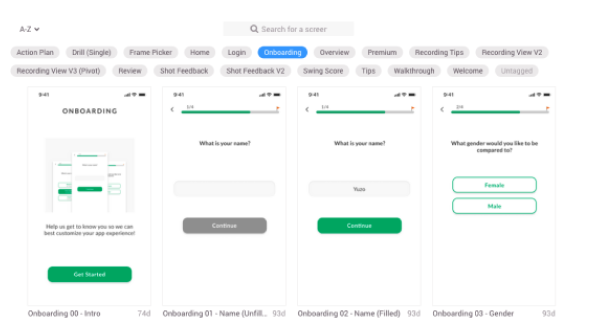 A-Z
Search for a screen
Action Plan Drill (Single) Frame Picker Home Login Onboarding Overview Premium Recording Tips Recording View V2
Recording View V3 (Pivot) Review Shot Feedback Shot Feedback V2 Swing Score Tips Walkthrough Welcome Untagged
9:41
ONBOARDING
Help us get to know you so we can
best customize your app experience!
Get Started
Onboarding 00 - Intro 74d
9:41
1/4
What is your name?
Continue
Onboarding 01 - Name (Unfill... 93d
9:41
1/4
What is your name?
Yuzo
Continue
Onboarding 02 - Name (Filled) 93d
9:41
2/4
What gender would you like to be
compared to?
Female
Male
Onboarding 03 - Gender 93d